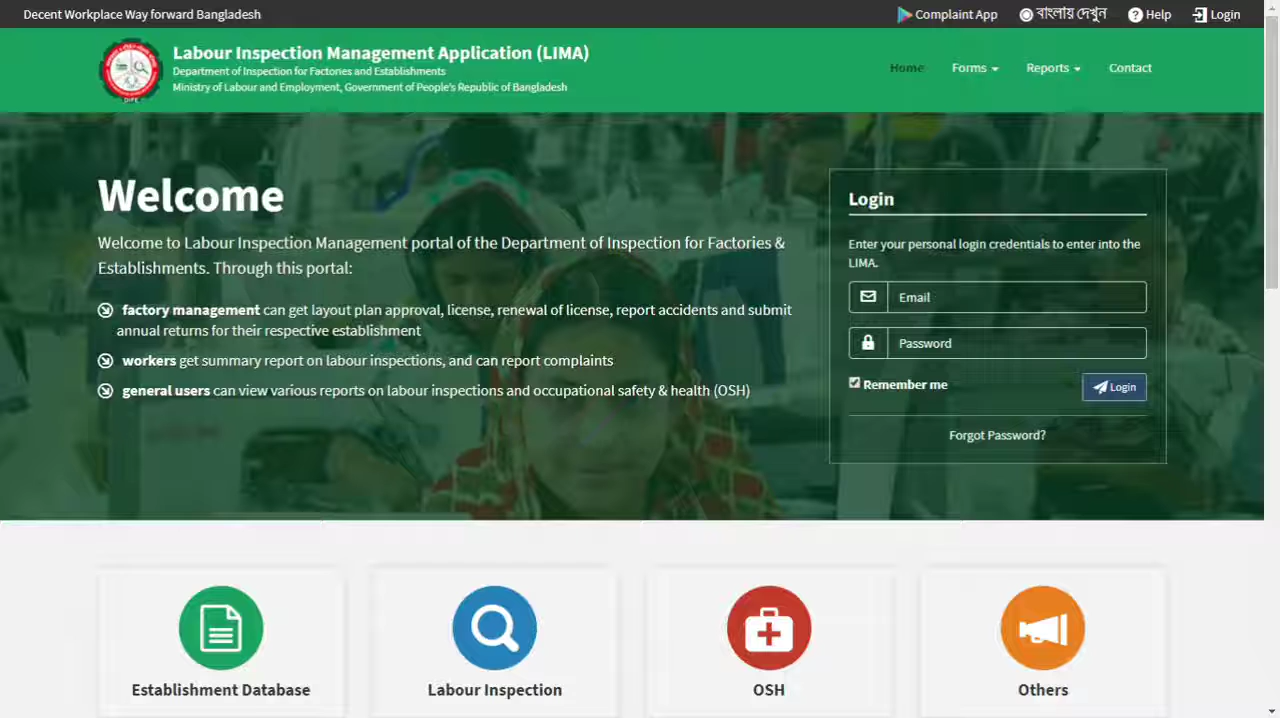 Decent Workplace Way forward Bangladesh
Complaint App
বাংলায় দেখুন
Help
Login
Labour Inspection Management Application (LIMA)
Department of Inspection for Factories and Establishments
Ministry of Labour and Employment, Government of People's Republic of Bangladesh
Home
Forms
Reports
Contact
DIFE
Welcome
Welcome to Labour Inspection Management portal of the Department of Inspection for Factories &
Establishments. Through this portal:
factory management can get layout plan approval, license, renewal of license, report accidents and submit
annual returns for their respective establishment
workers get summary report on labour inspections, and can report complaints
general users can view various reports on labour inspections and occupational safety & health (OSH)
Login
Enter your personal login credentials to enter into the
LIMA.
Email
Password
Remember me
Login
Forgot Password?
Establishment Database
Labour Inspection
OSH
Others